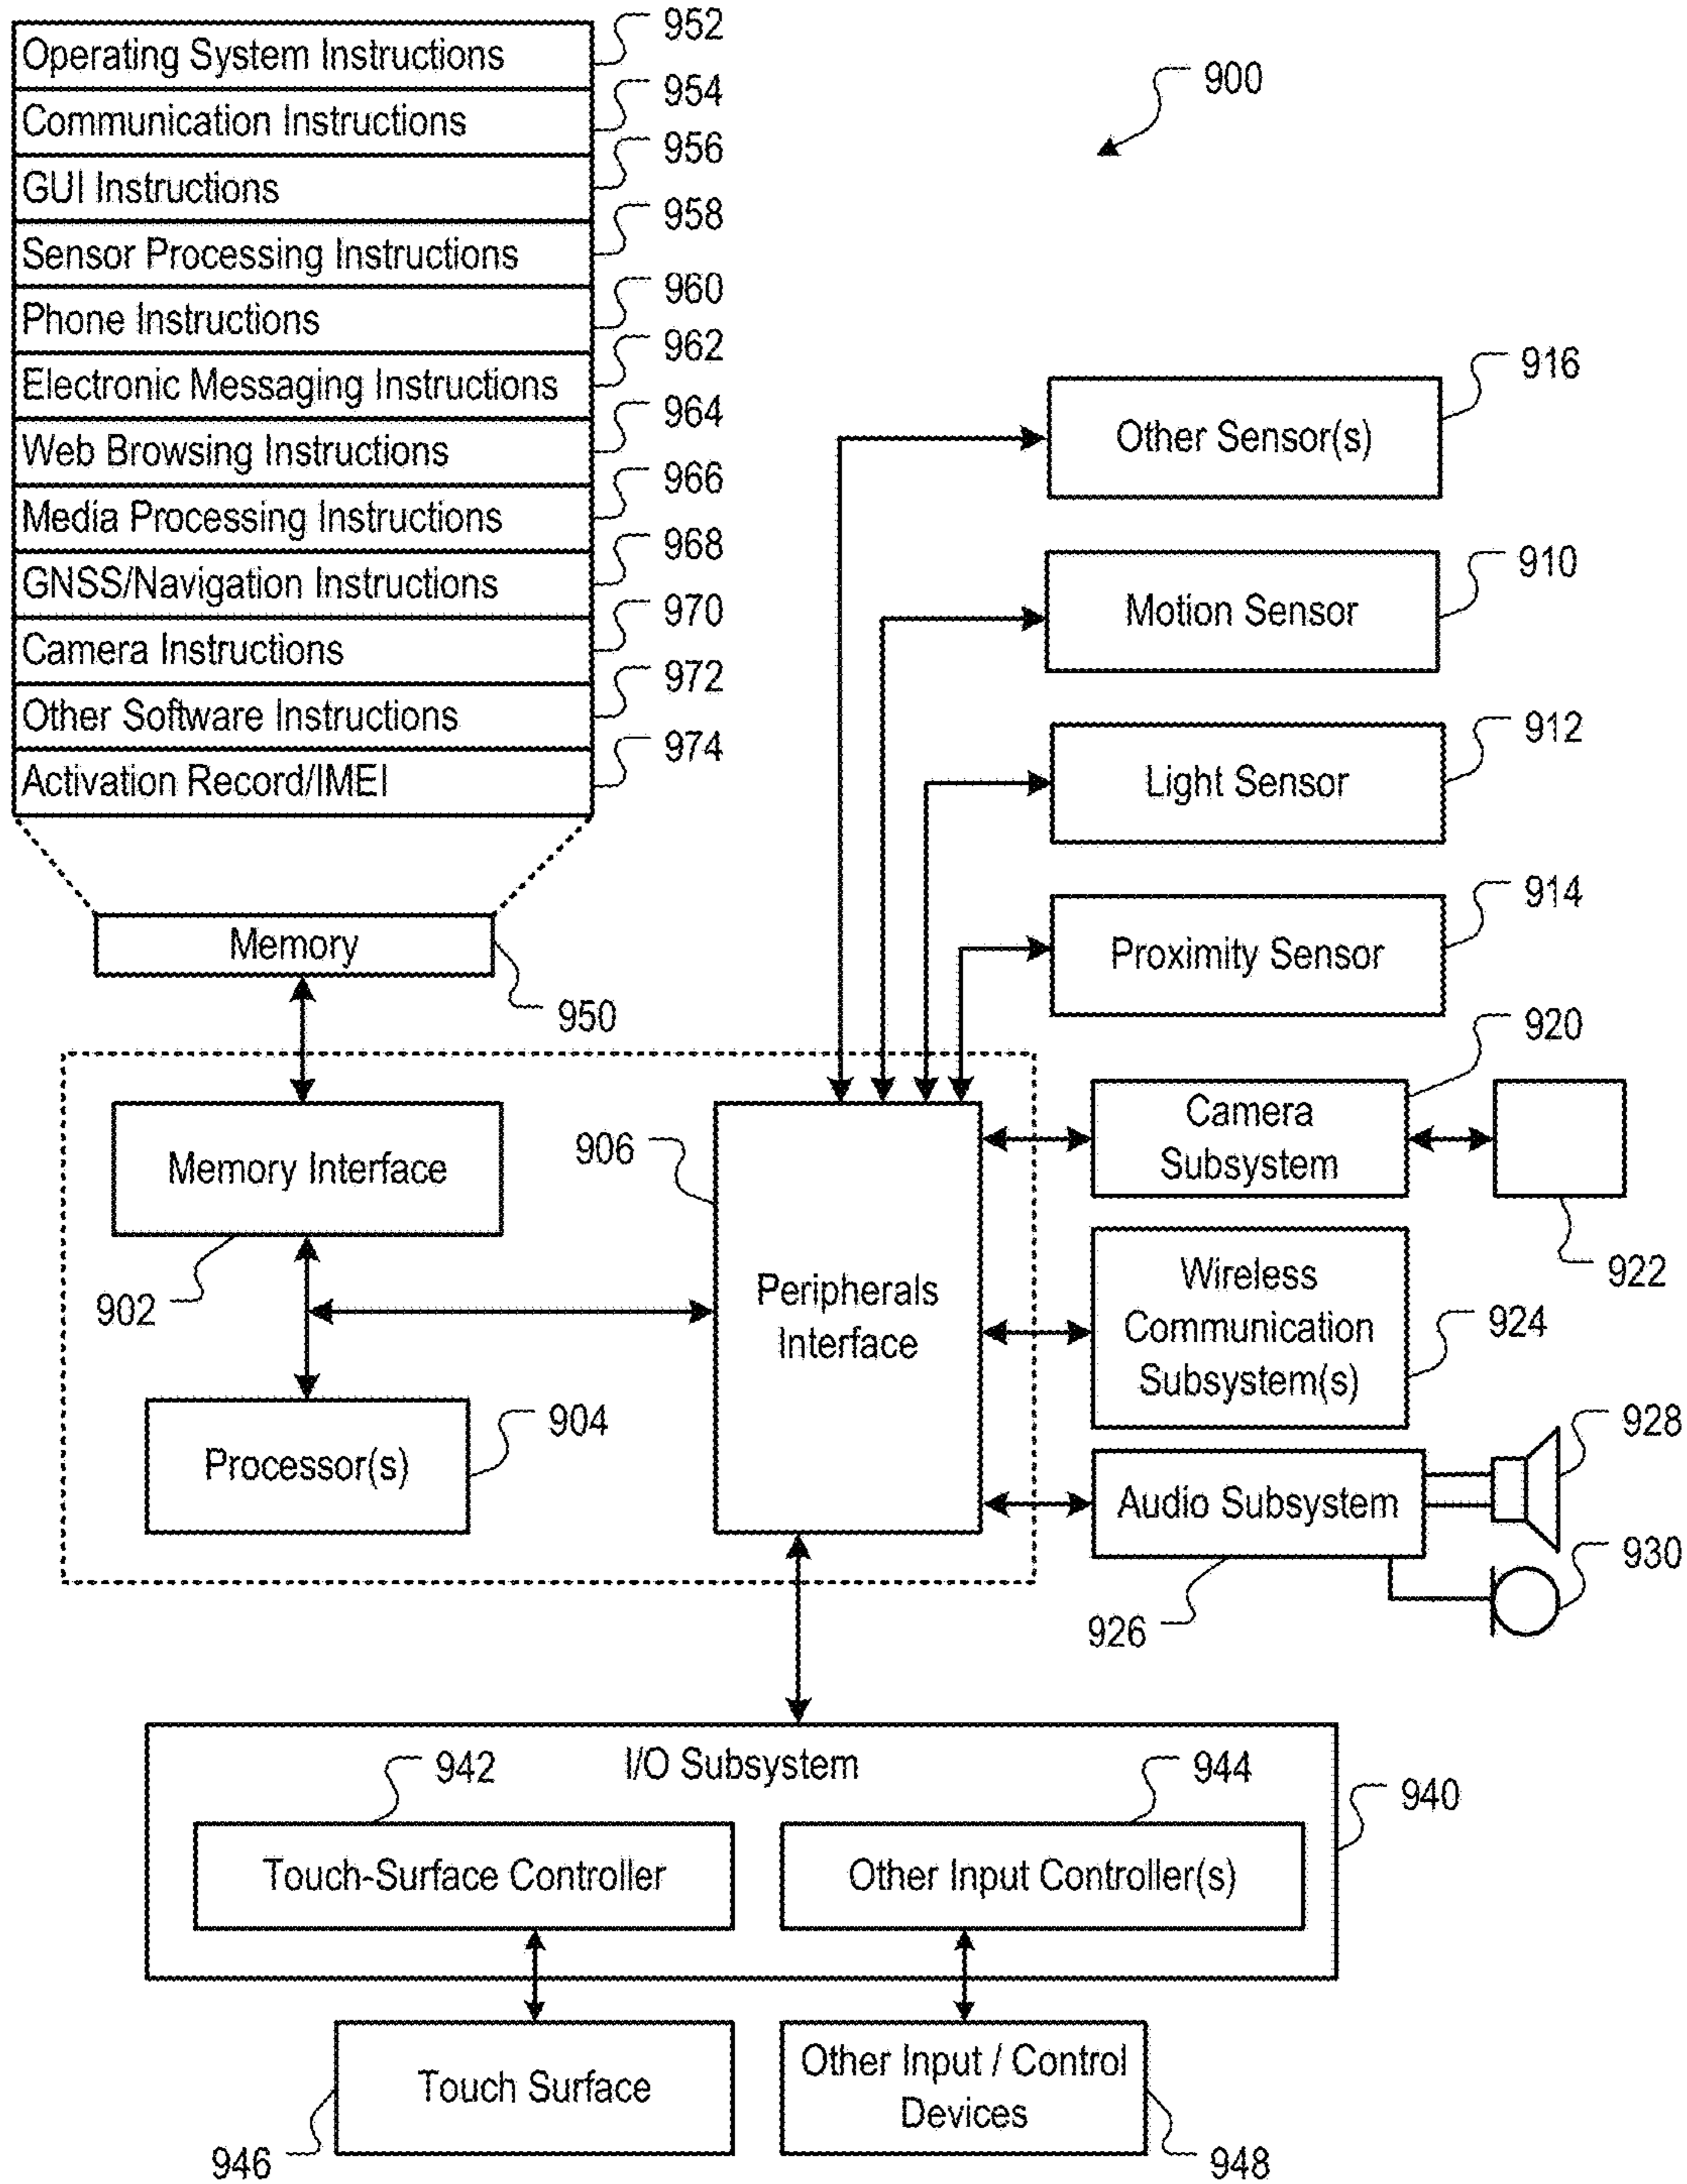 952
Operating System Instructions
954
Communication Instructions
956
GUI Instructions
958
Sensor Processing Instructions
960
Phone Instructions
962
Electronic Messaging Instructions
964
Web Browsing Instructions
966
Media Processing Instructions
968
GNSS/Navigation Instructions
970
Camera Instructions
972
Other Software Instructions
974
Activation Record/IMEI
900
916
Other Sensor(s)
910
Motion Sensor
912
Light Sensor
914
Proximity Sensor
Memory
950
920
Camera
Subsystem
922
Memory Interface
902
906
Peripherals
Interface
Wireless
Communication
Subsystem(s)
924
Processor(s)
904
928
Audio Subsystem
930
926
I/O Subsystem
942
944
940
Touch-Surface Controller
Other Input Controller(s)
Touch Surface
946
Other Input / Control
Devices
948